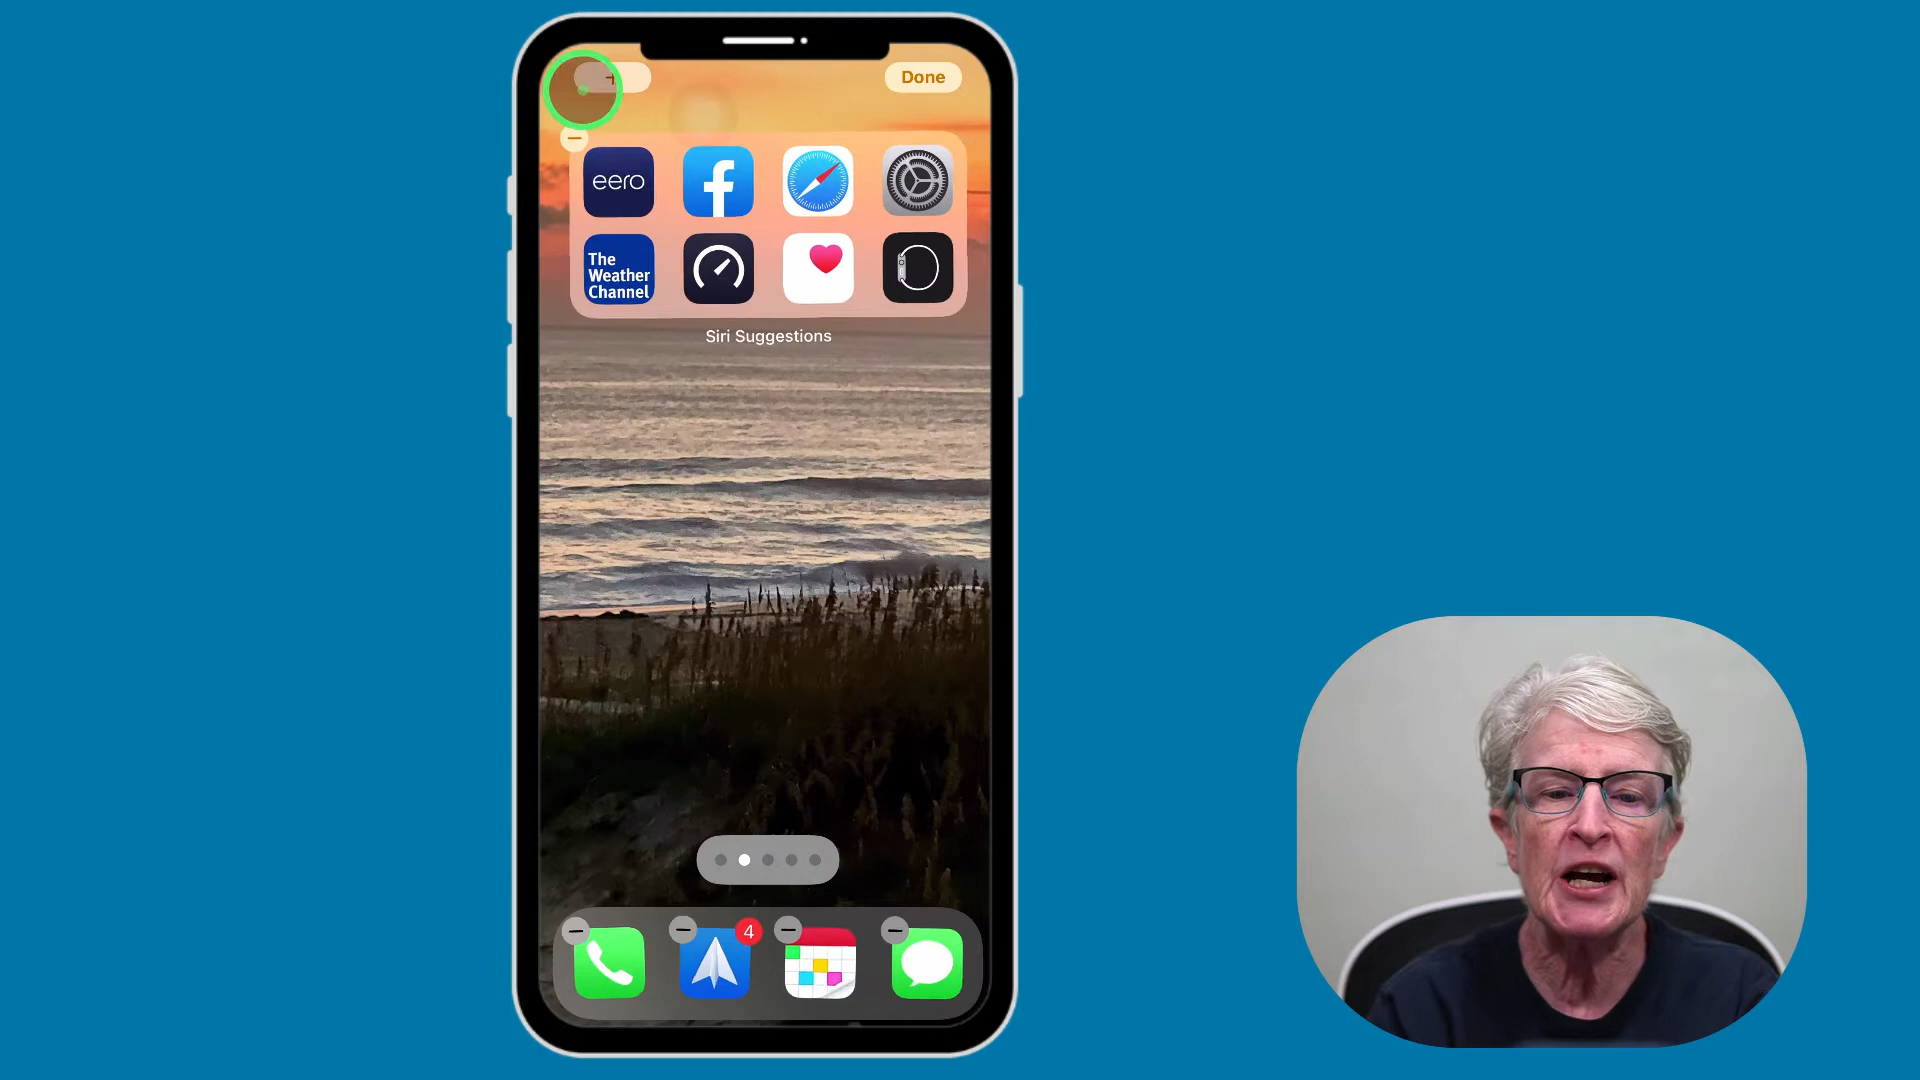 +
Done
eero
The
Weather
Channel
Siri Suggestions
4